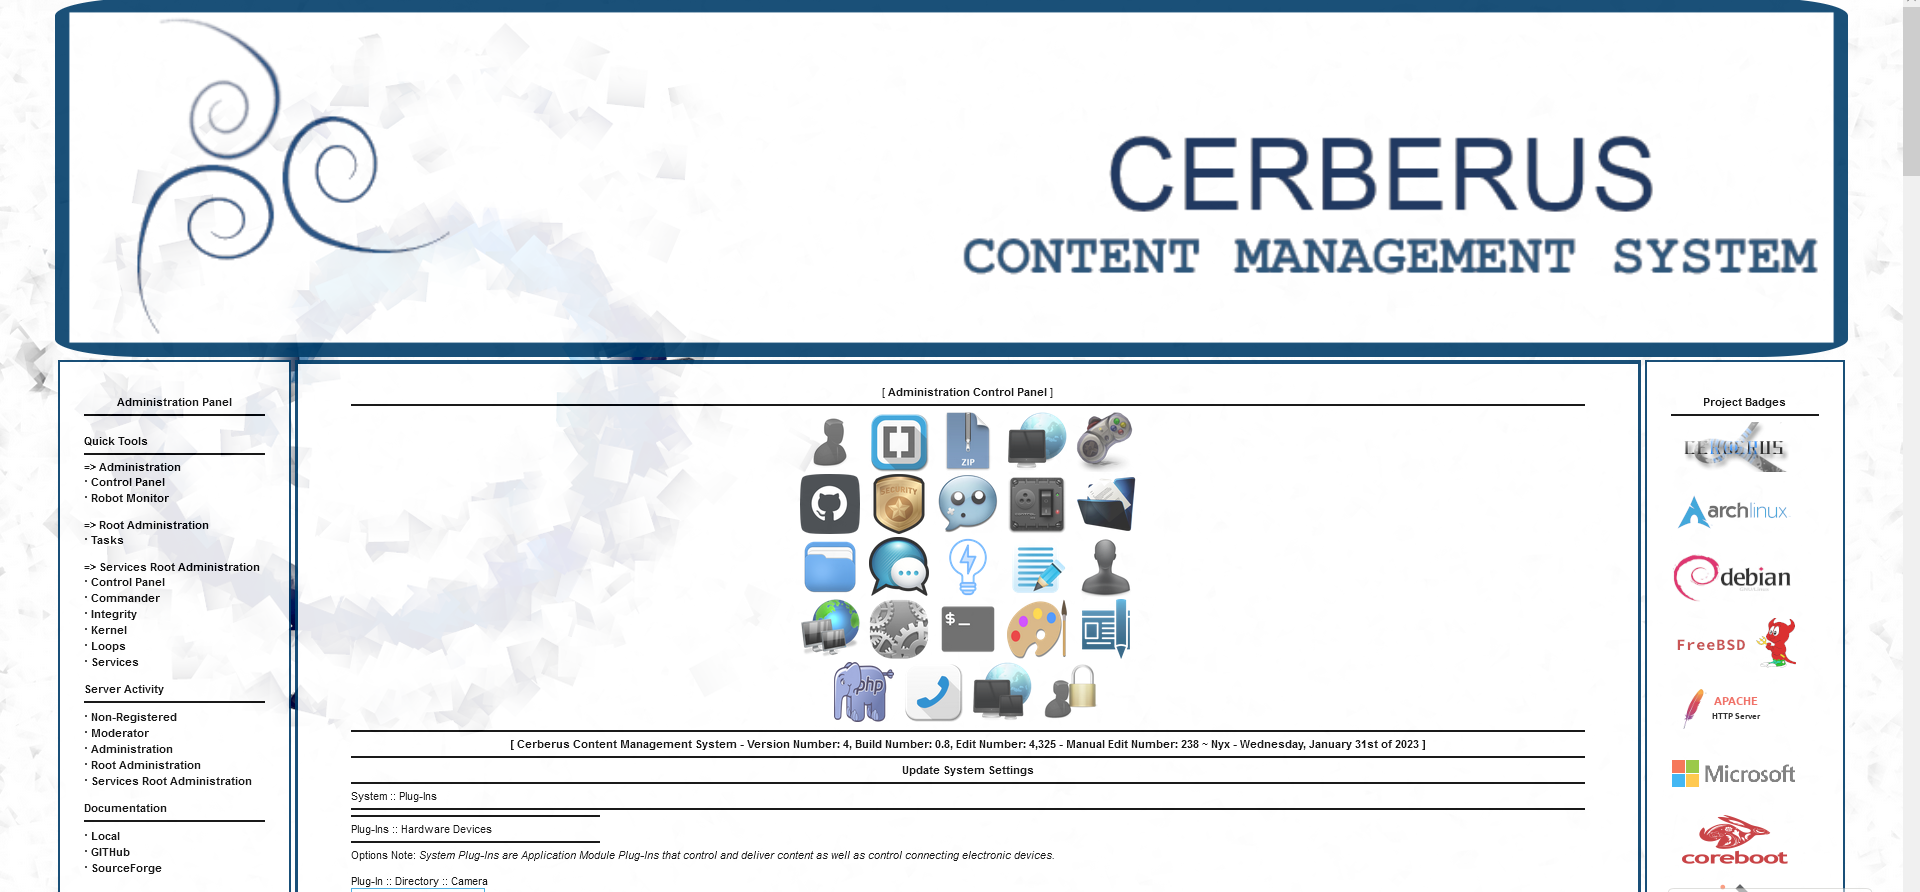 CERBERUS
CONTENT MANAGEMENT SYSTEM
Administration Panel
Quick Tools
=> Administration
· Control Panel
· Robot Monitor
=> Root Administration
· Tasks
=> Services Root Administration
· Control Panel
· Commander
· Integrity
· Kernel
· Loops
· Services
Server Activity
· Non-Registered
· Moderator
· Administration
· Root Administration
· Services Root Administration
Documentation
· Local
· GITHub
· SourceForge
[ Administration Control Panel ]
ZIP
SECURITY
$ _
php
[ Cerberus Content Management System - Version Number: 4, Build Number: 0.8, Edit Number: 4,325 - Manual Edit Number: 238 ~ Nyx - Wednesday, January 31st of 2023 ]
Update System Settings
System :: Plug-Ins
Plug-Ins :: Hardware Devices
Options Note: System Plug-Ins are Application Module Plug-Ins that control and deliver content as well as control connecting electronic devices.
Plug-In :: Directory :: Camera
Project Badges
CERBERUS
archlinux
debian
FreeBSD
APACHE
HTTP Server
Microsoft
coreboot